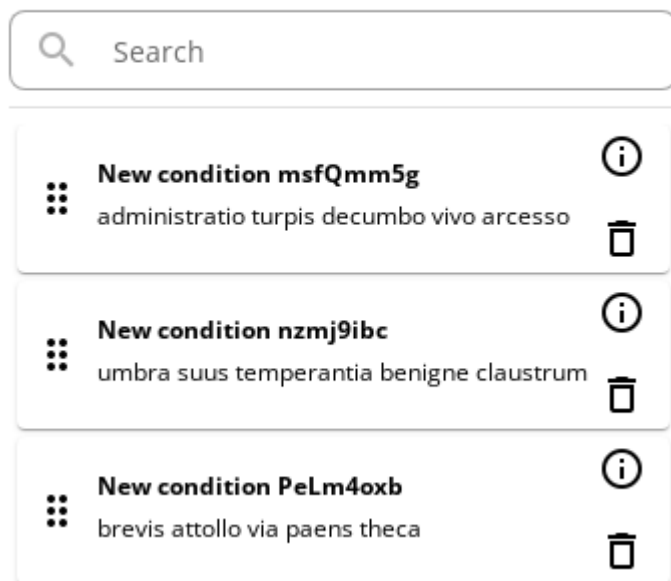 Search
New condition msfQmm5g
administratio turpis decumbo vivo arcesso
New condition nzmj9ibc
umbra suus temperantia benigne claustrum
New condition PeLm4oxb
brevis attollo via paens theca